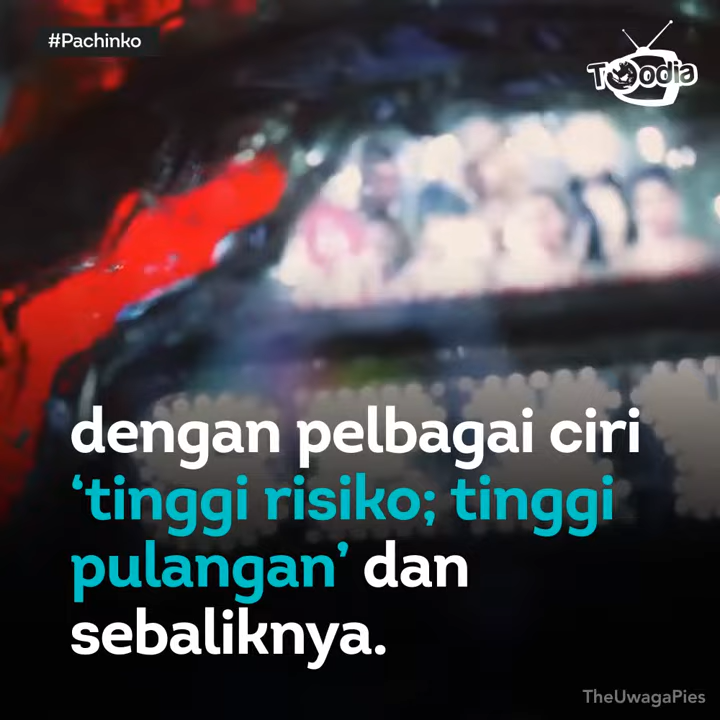 #Pachinko
Toodia
dengan pelbagai ciri
‘tinggi risiko; tinggi
pulangan’ dan
sebaliknya.
TheUwagaPies